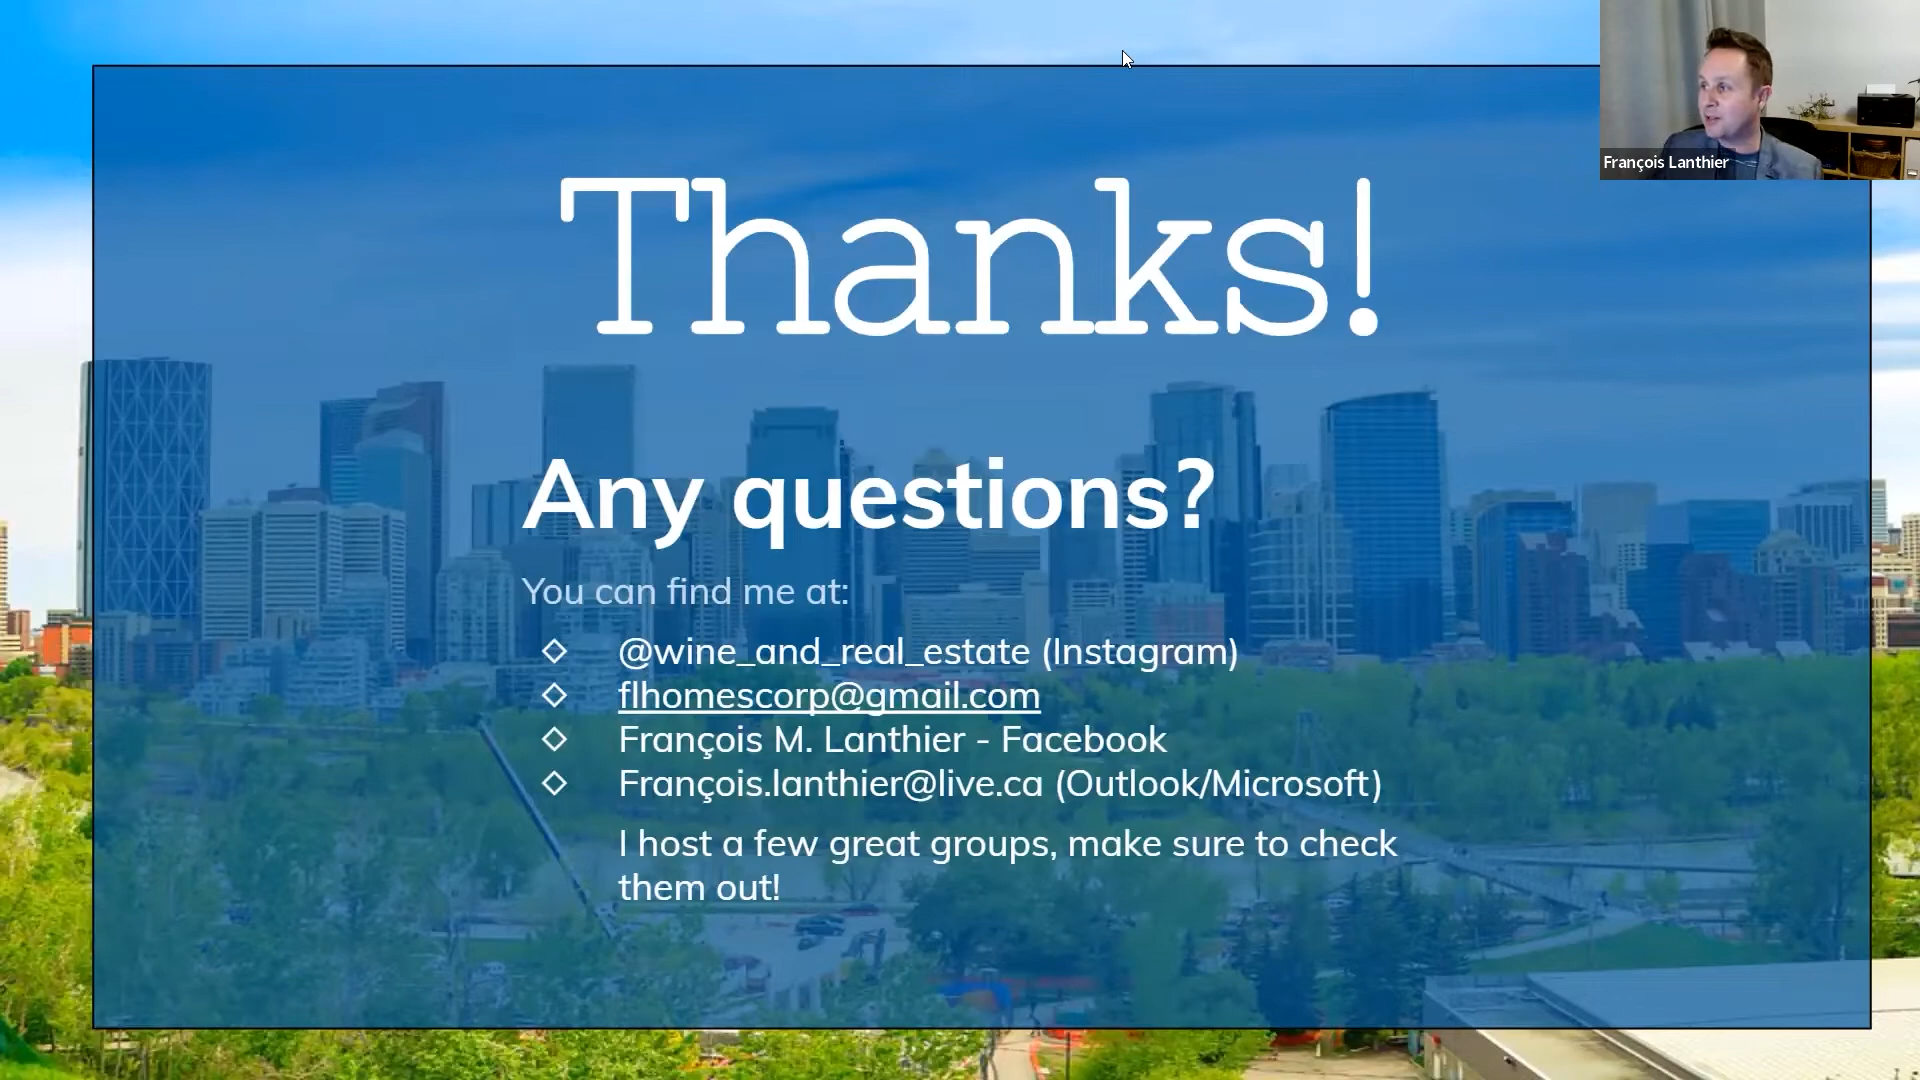 Thanks!
François Lanthier
Any questions?
You can find me at:
@wine_and_real_estate (Instagram)
flhomescorp@gmail.com
François M. Lanthier - Facebook
François.lanthier@live.ca (Outlook/Microsoft)
I host a few great groups, make sure to check
them out!